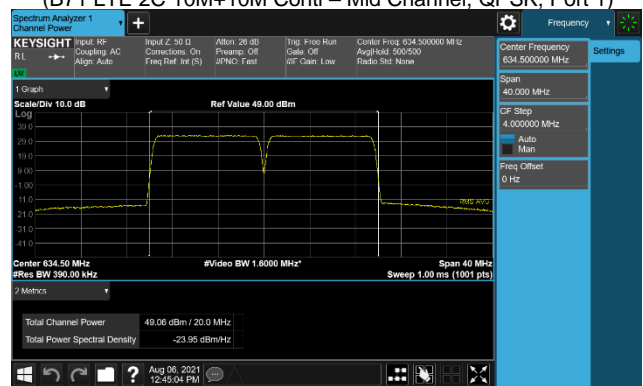 (B71 LTE 2C 10M+10M Conti – Mid Channel, QPSK, Port 1)
Spectrum Analyzer 1
Channel Power
+
Frequency
KEYSIGHT
RL
Input: RF
Coupling: AC
Align: Auto
Input Z: 50 Ω
Corrections: On
Freq Ref: Int (S)
Atten: 26 dB
Preamp: Off
#PNO: Fast
Trig: Free Run
Gate: Off
#IF Gain: Low
Center Freq: 634.500000 MHz
Avg|Hold: 500/500
Radio Std: None
Center Frequency
634.500000 MHz
Settings
Span
40.000 MHz
CF Step
4.000000 MHz
Auto
Man
Freq Offset
0 Hz
1 Graph
Scale/Div 10.0 dB
Ref Value 49.00 dBm
Log
39.0
29.0
19.0
9.00
-1.00
-11.0
-21.0
-31.0
-41.0
RMS AVG
Center 634.50 MHz
#Video BW 1.6000 MHz*
Span 40 MHz
#Res BW 390.00 kHz
Sweep 1.00 ms (1001 pts)
2 Metrics
Total Channel Power 49.06 dBm / 20.0 MHz
Total Power Spectral Density -23.95 dBm/Hz
?
Aug 06, 2021
12:45:04 PM